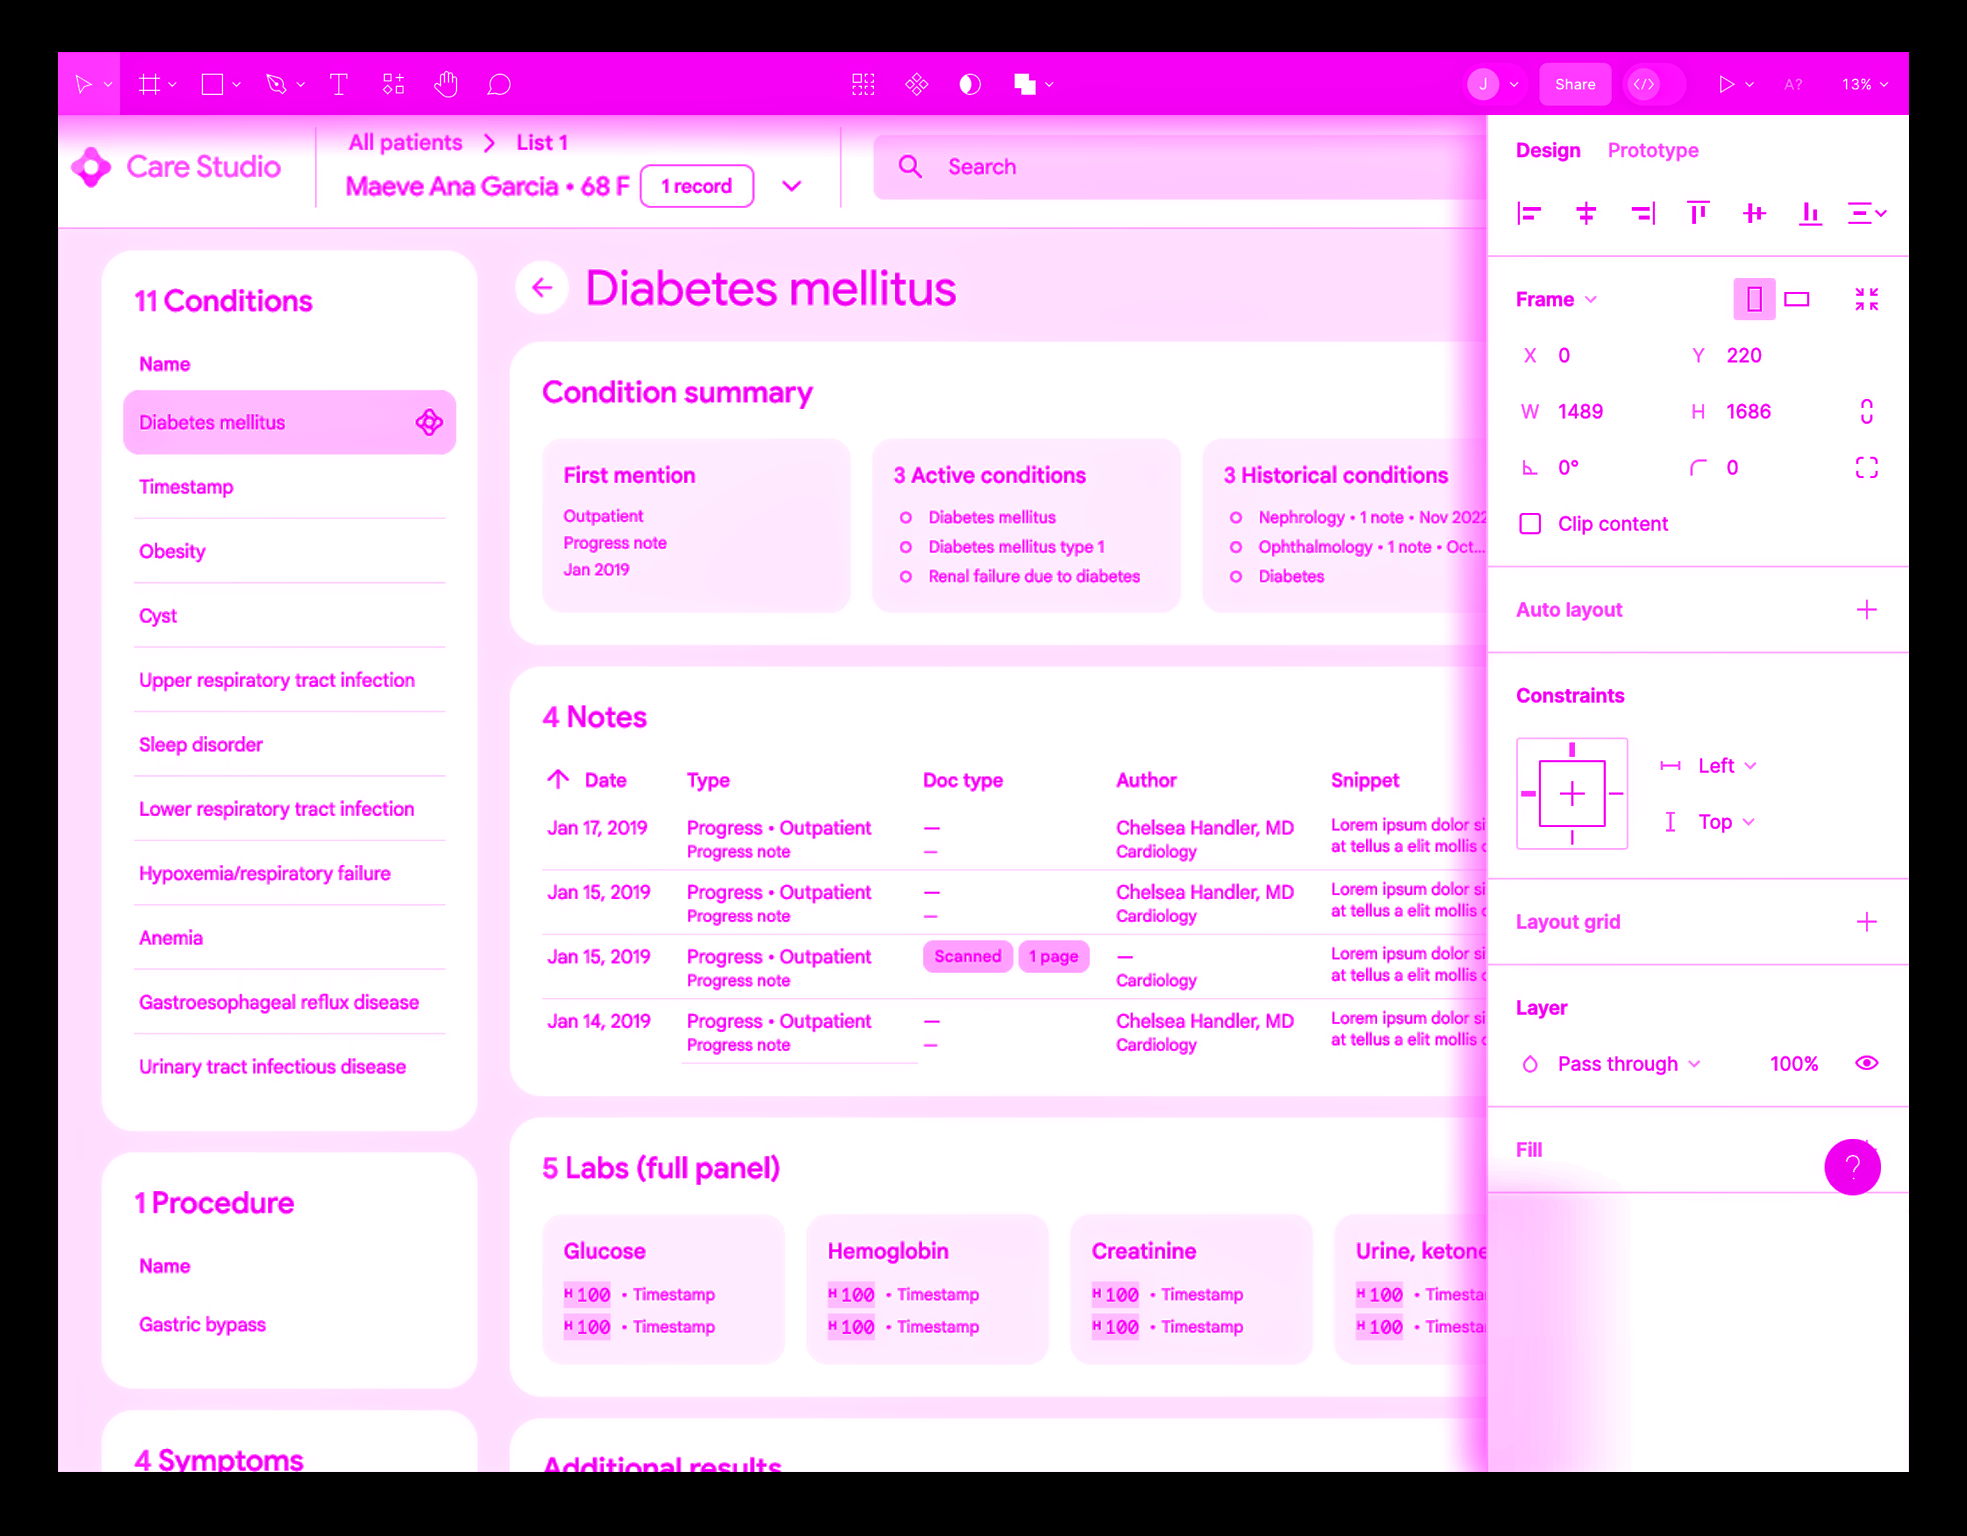 J
Share
A?
13%
Care Studio
All patients
List 1
Maeve Ana Garcia • 68 F
1 record
Search
11 Conditions
Name
Diabetes mellitus
Timestamp
Obesity
Cyst
Upper respiratory tract infection
Sleep disorder
Lower respiratory tract infection
Hypoxemia/respiratory failure
Anemia
Gastroesophageal reflux disease
Urinary tract infectious disease
1 Procedure
Name
Gastric bypass
4 Symptoms
Diabetes mellitus
Condition summary
First mention
Outpatient
Progress note
Jan 2019
3 Active conditions
Diabetes mellitus
Diabetes mellitus type 1
Renal failure due to diabetes
3 Historical conditions
Nephrology • 1 note • Nov 2022
Ophthalmology • 1 note • Oct...
Diabetes
4 Notes
Date Type Doc type Author Snippet
Jan 17, 2019 Progress • Outpatient — Chelsea Handler, MD Lorem ipsum dolor si
Progress note — Cardiology at tellus a elit mollis
Jan 15, 2019 Progress • Outpatient — Chelsea Handler, MD Lorem ipsum dolor si
Progress note — Cardiology at tellus a elit mollis
Jan 15, 2019 Progress • Outpatient Scanned 1 page — Lorem ipsum dolor si
Progress note Cardiology at tellus a elit mollis
Jan 14, 2019 Progress • Outpatient — Chelsea Handler, MD Lorem ipsum dolor si
Progress note — Cardiology at tellus a elit mollis
5 Labs (full panel)
Glucose
H 100 • Timestamp
H 100 • Timestamp
Hemoglobin
H 100 • Timestamp
H 100 • Timestamp
Creatinine
H 100 • Timestamp
H 100 • Timestamp
Urine, ketone
H 100 • Timesta
H 100 • Timesta
Additional results
Design Prototype
Frame
X 0 Y 220
W 1489 H 1686
0° 0
Clip content
Auto layout
Constraints
Left
Top
Layout grid
Layer
Pass through 100%
Fill
?